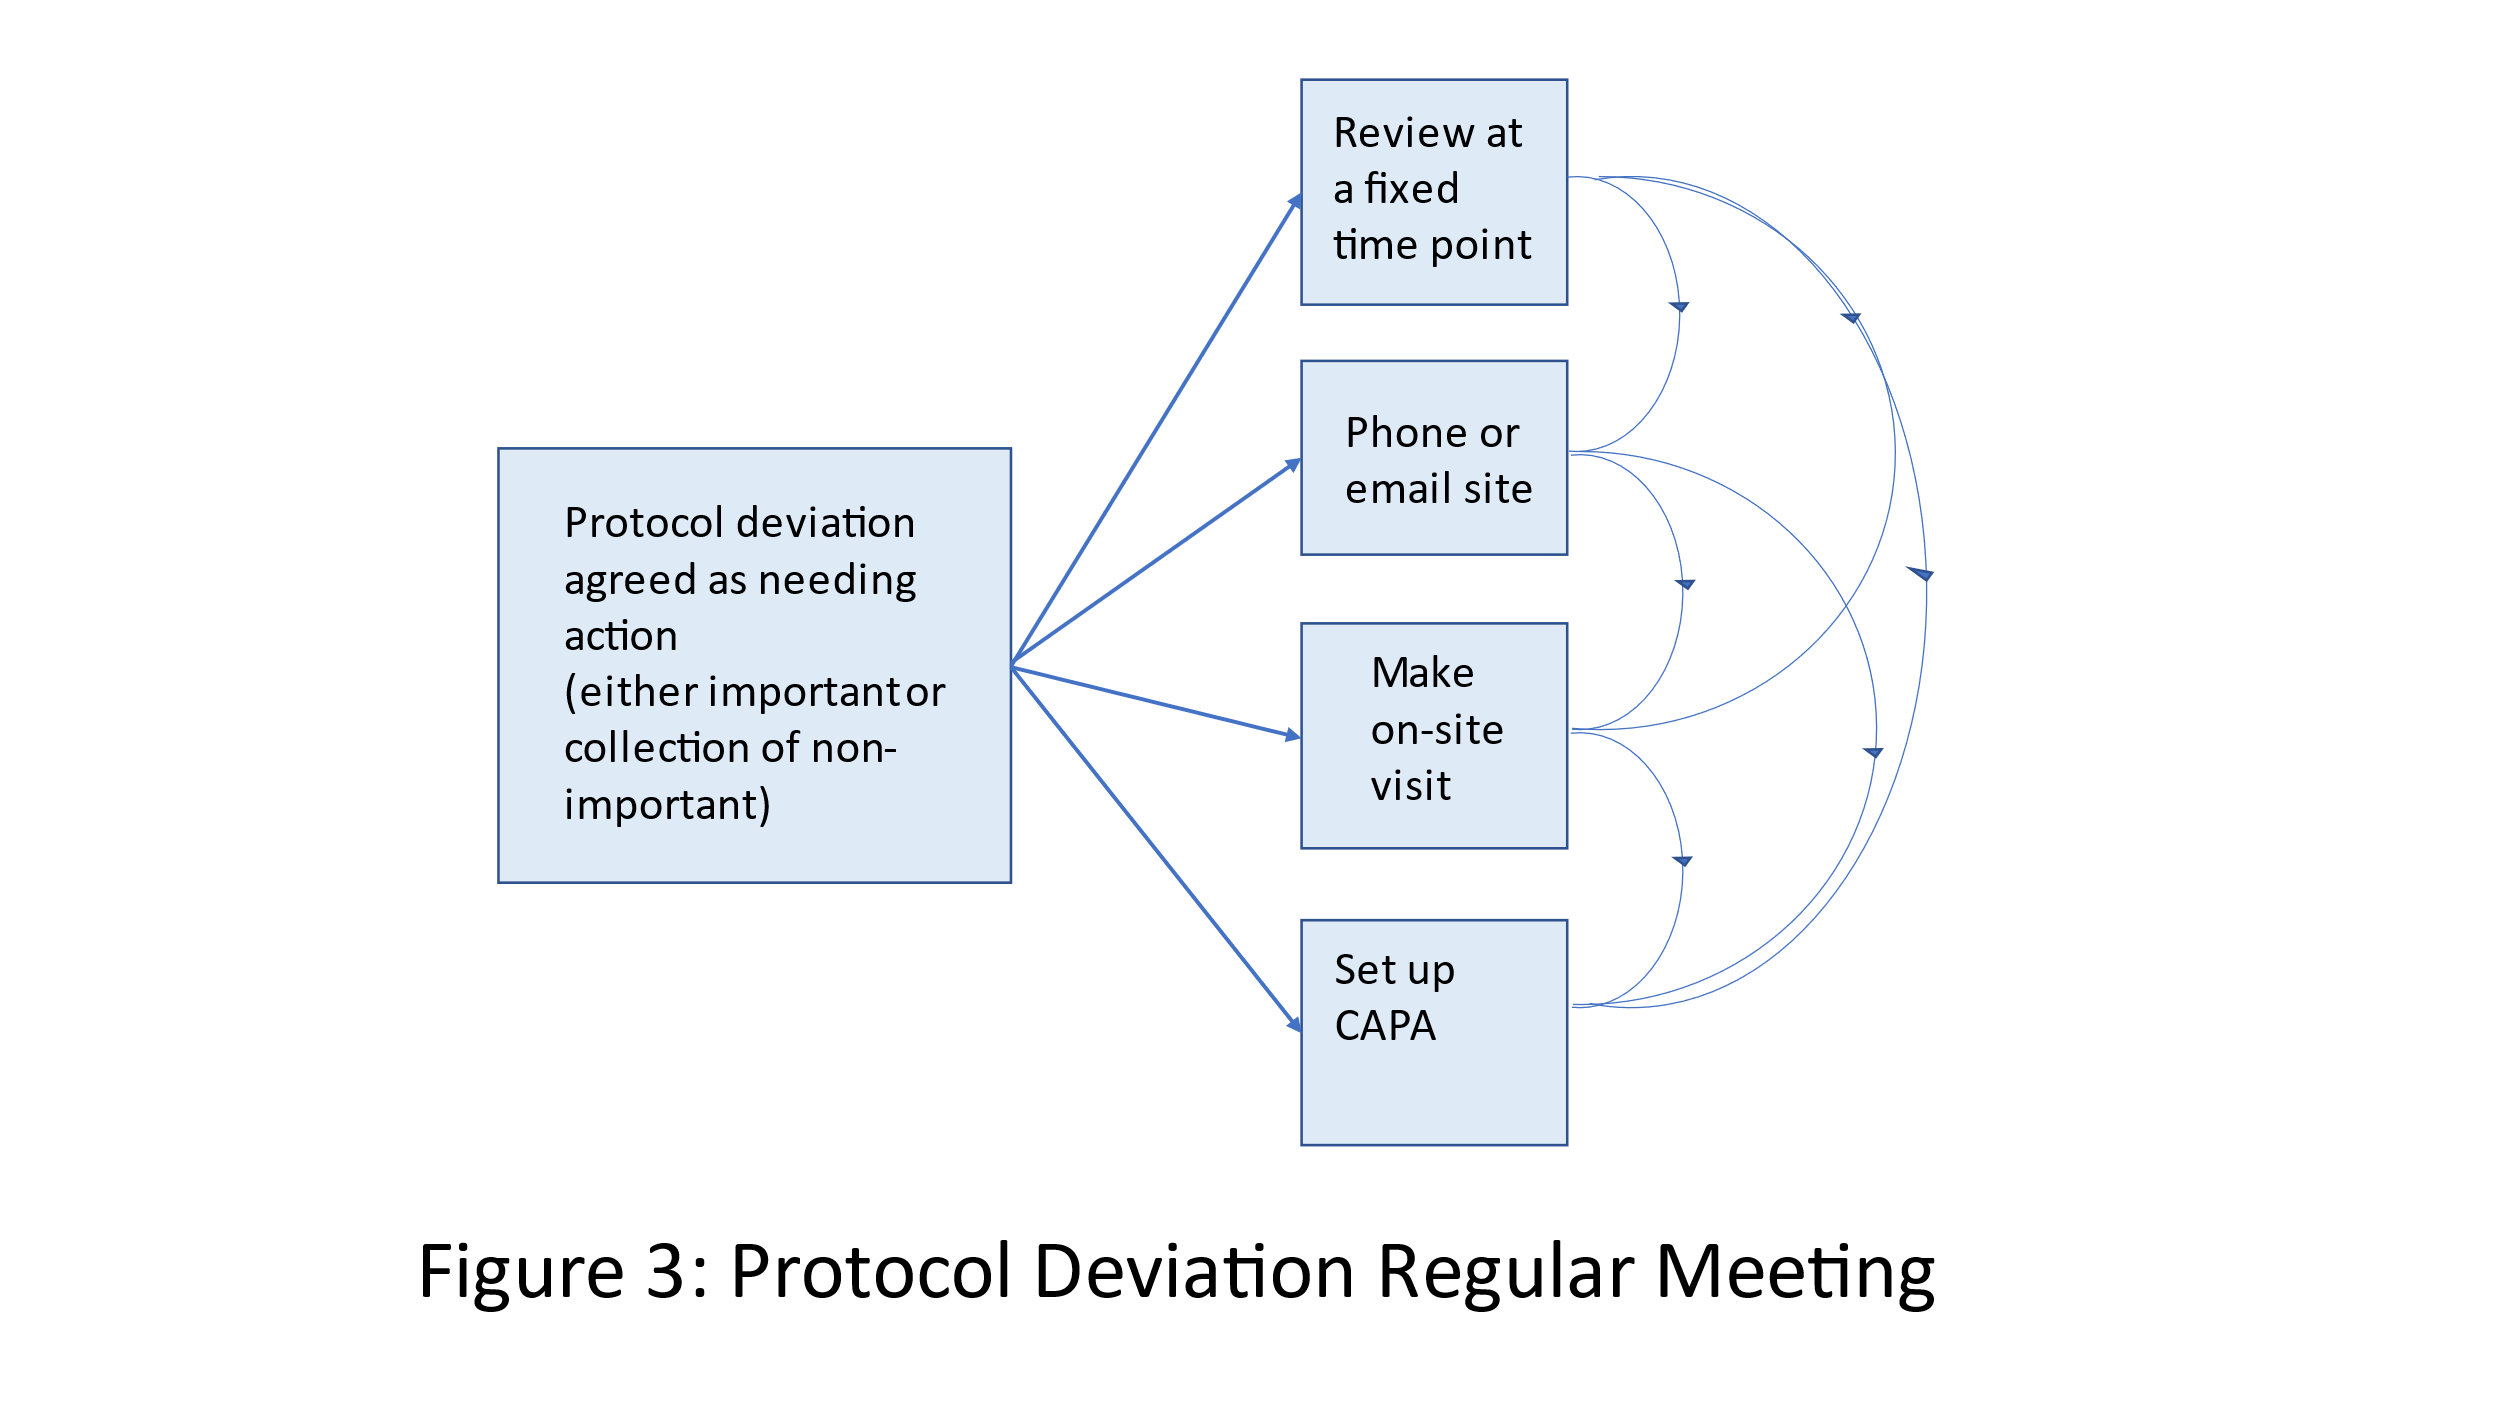 Review at
a fixed
time point
Phone or
email site
Protocol deviation
agreed as needing
action
(either important or
collection of non-
important)
Make
on-site
visit
Set up
CAPA
Figure 3: Protocol Deviation Regular Meeting